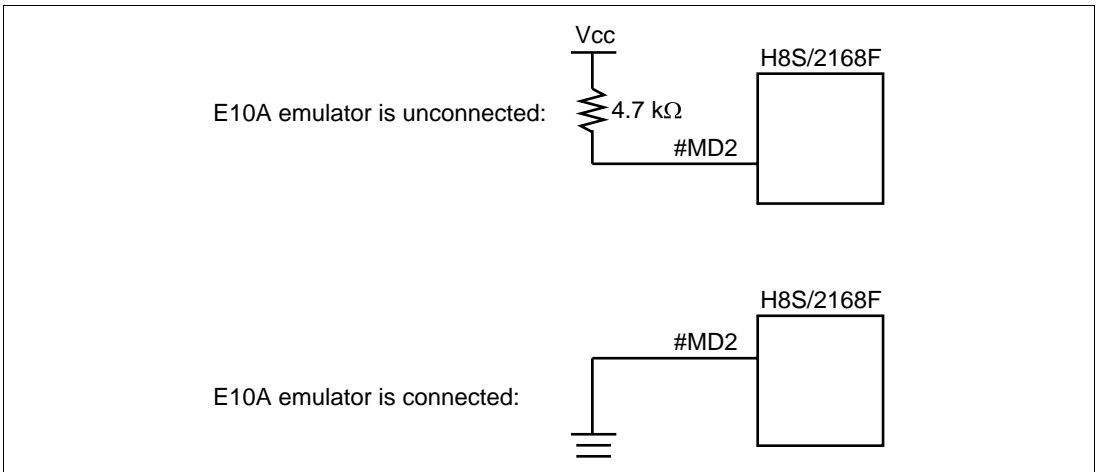 Vcc
H8S/2168F
E10A emulator is unconnected:
4.7 kΩ
#MD2
H8S/2168F
#MD2
E10A emulator is connected: